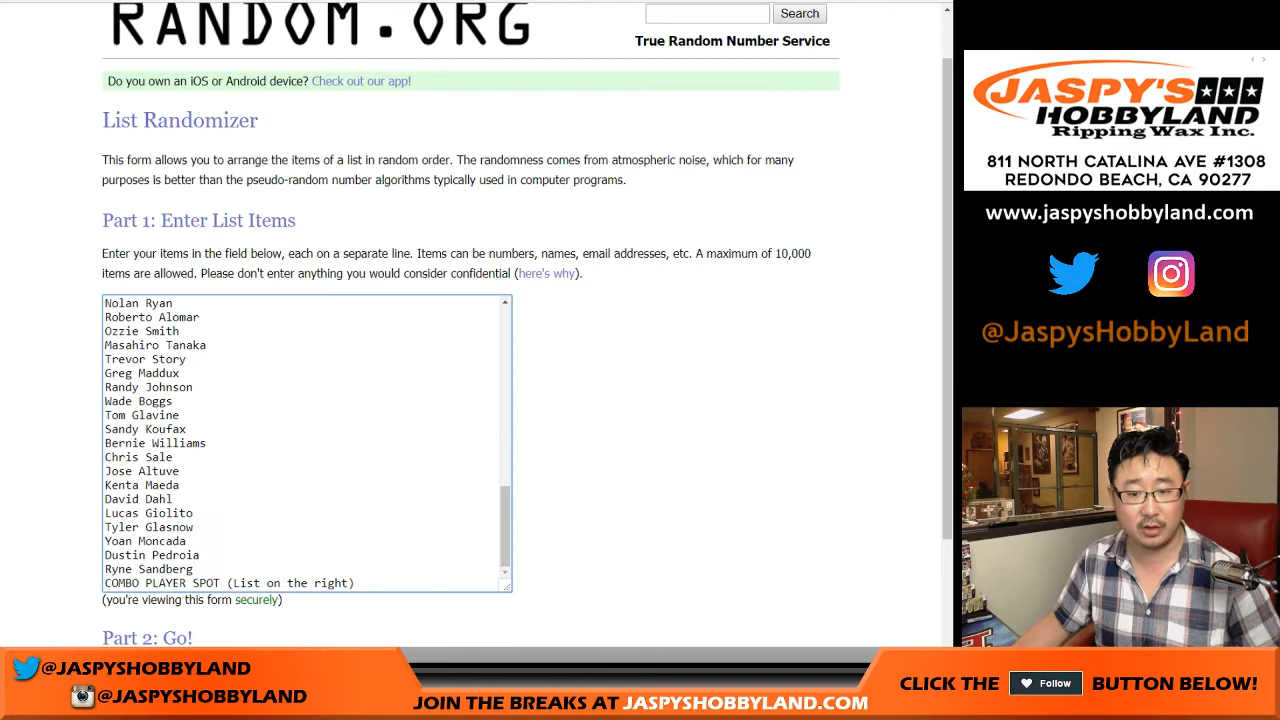 RANDOM.ORG
Search
True Random Number Service
Do you own an iOS or Android device? Check out our app!
List Randomizer
This form allows you to arrange the items of a list in random order. The randomness comes from atmospheric noise, which for many
purposes is better than the pseudo-random number algorithms typically used in computer programs.
Part 1: Enter List Items
Enter your items in the field below, each on a separate line. Items can be numbers, names, email addresses, etc. A maximum of 10,000
items are allowed. Please don't enter anything you would consider confidential (here's why).
Nolan Ryan
Roberto Alomar
Ozzie Smith
Masahiro Tanaka
Trevor Story
Greg Maddux
Randy Johnson
Wade Boggs
Tom Glavine
Sandy Koufax
Bernie Williams
Chris Sale
Jose Altuve
Kenta Maeda
David Dahl
Lucas Giolito
Tyler Glasnow
Yoan Moncada
Dustin Pedroia
Ryne Sandberg
COMBO PLAYER SPOT (List on the right)
(you're viewing this form securely)
Part 2: Go!
JASPY'S
HOBBYLAND
Ripping Wax Inc.
811 NORTH CATALINA AVE #1308
REDONDO BEACH, CA 90277
www.jaspyshobbyland.com
@JaspysHobbyLand
@JASPYSHOBBYLAND
@JASPYSHOBBYLAND
JOIN THE BREAKS AT JASPYSHOBBYLAND.COM
CLICK THE Follow BUTTON BELOW!